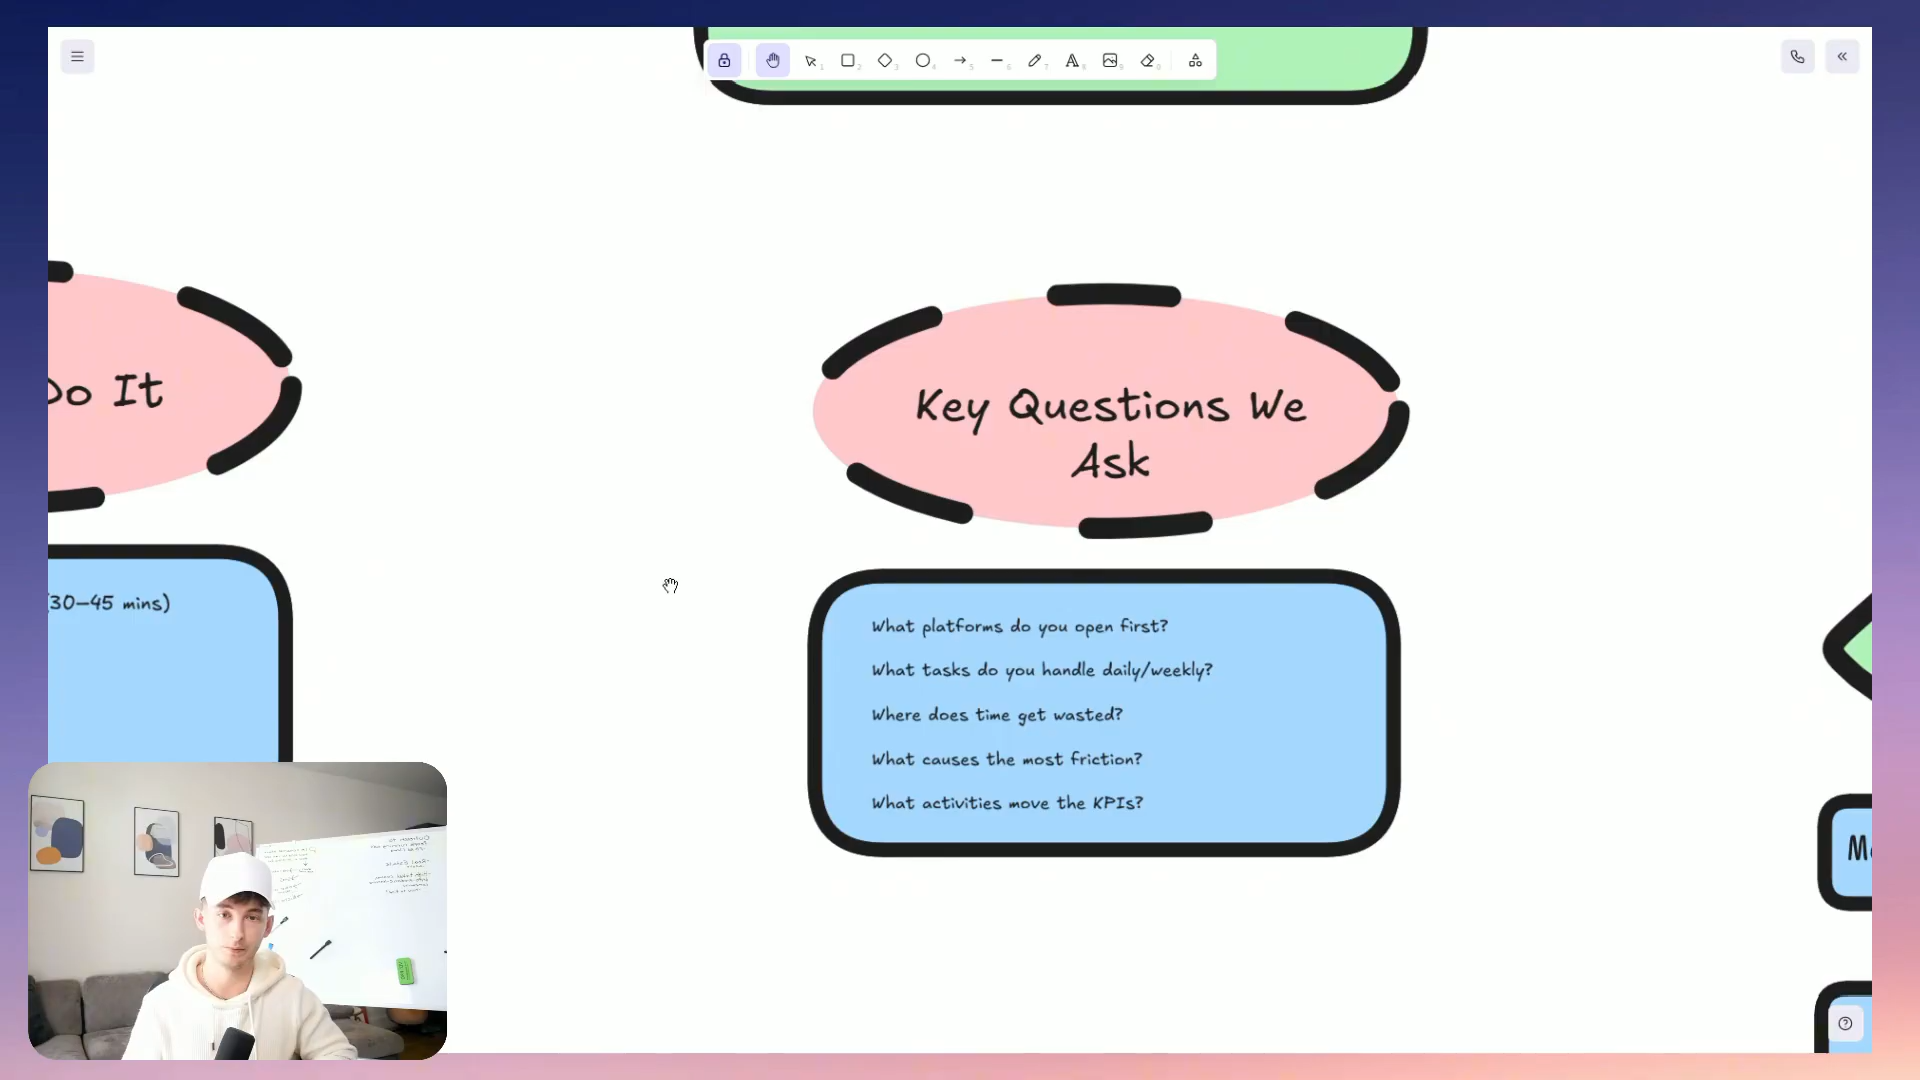 Do It
Key Questions We
Ask
(30–45 mins)
What platforms do you open first?
What tasks do you handle daily/weekly?
Where does time get wasted?
What causes the most friction?
What activities move the KPIs?